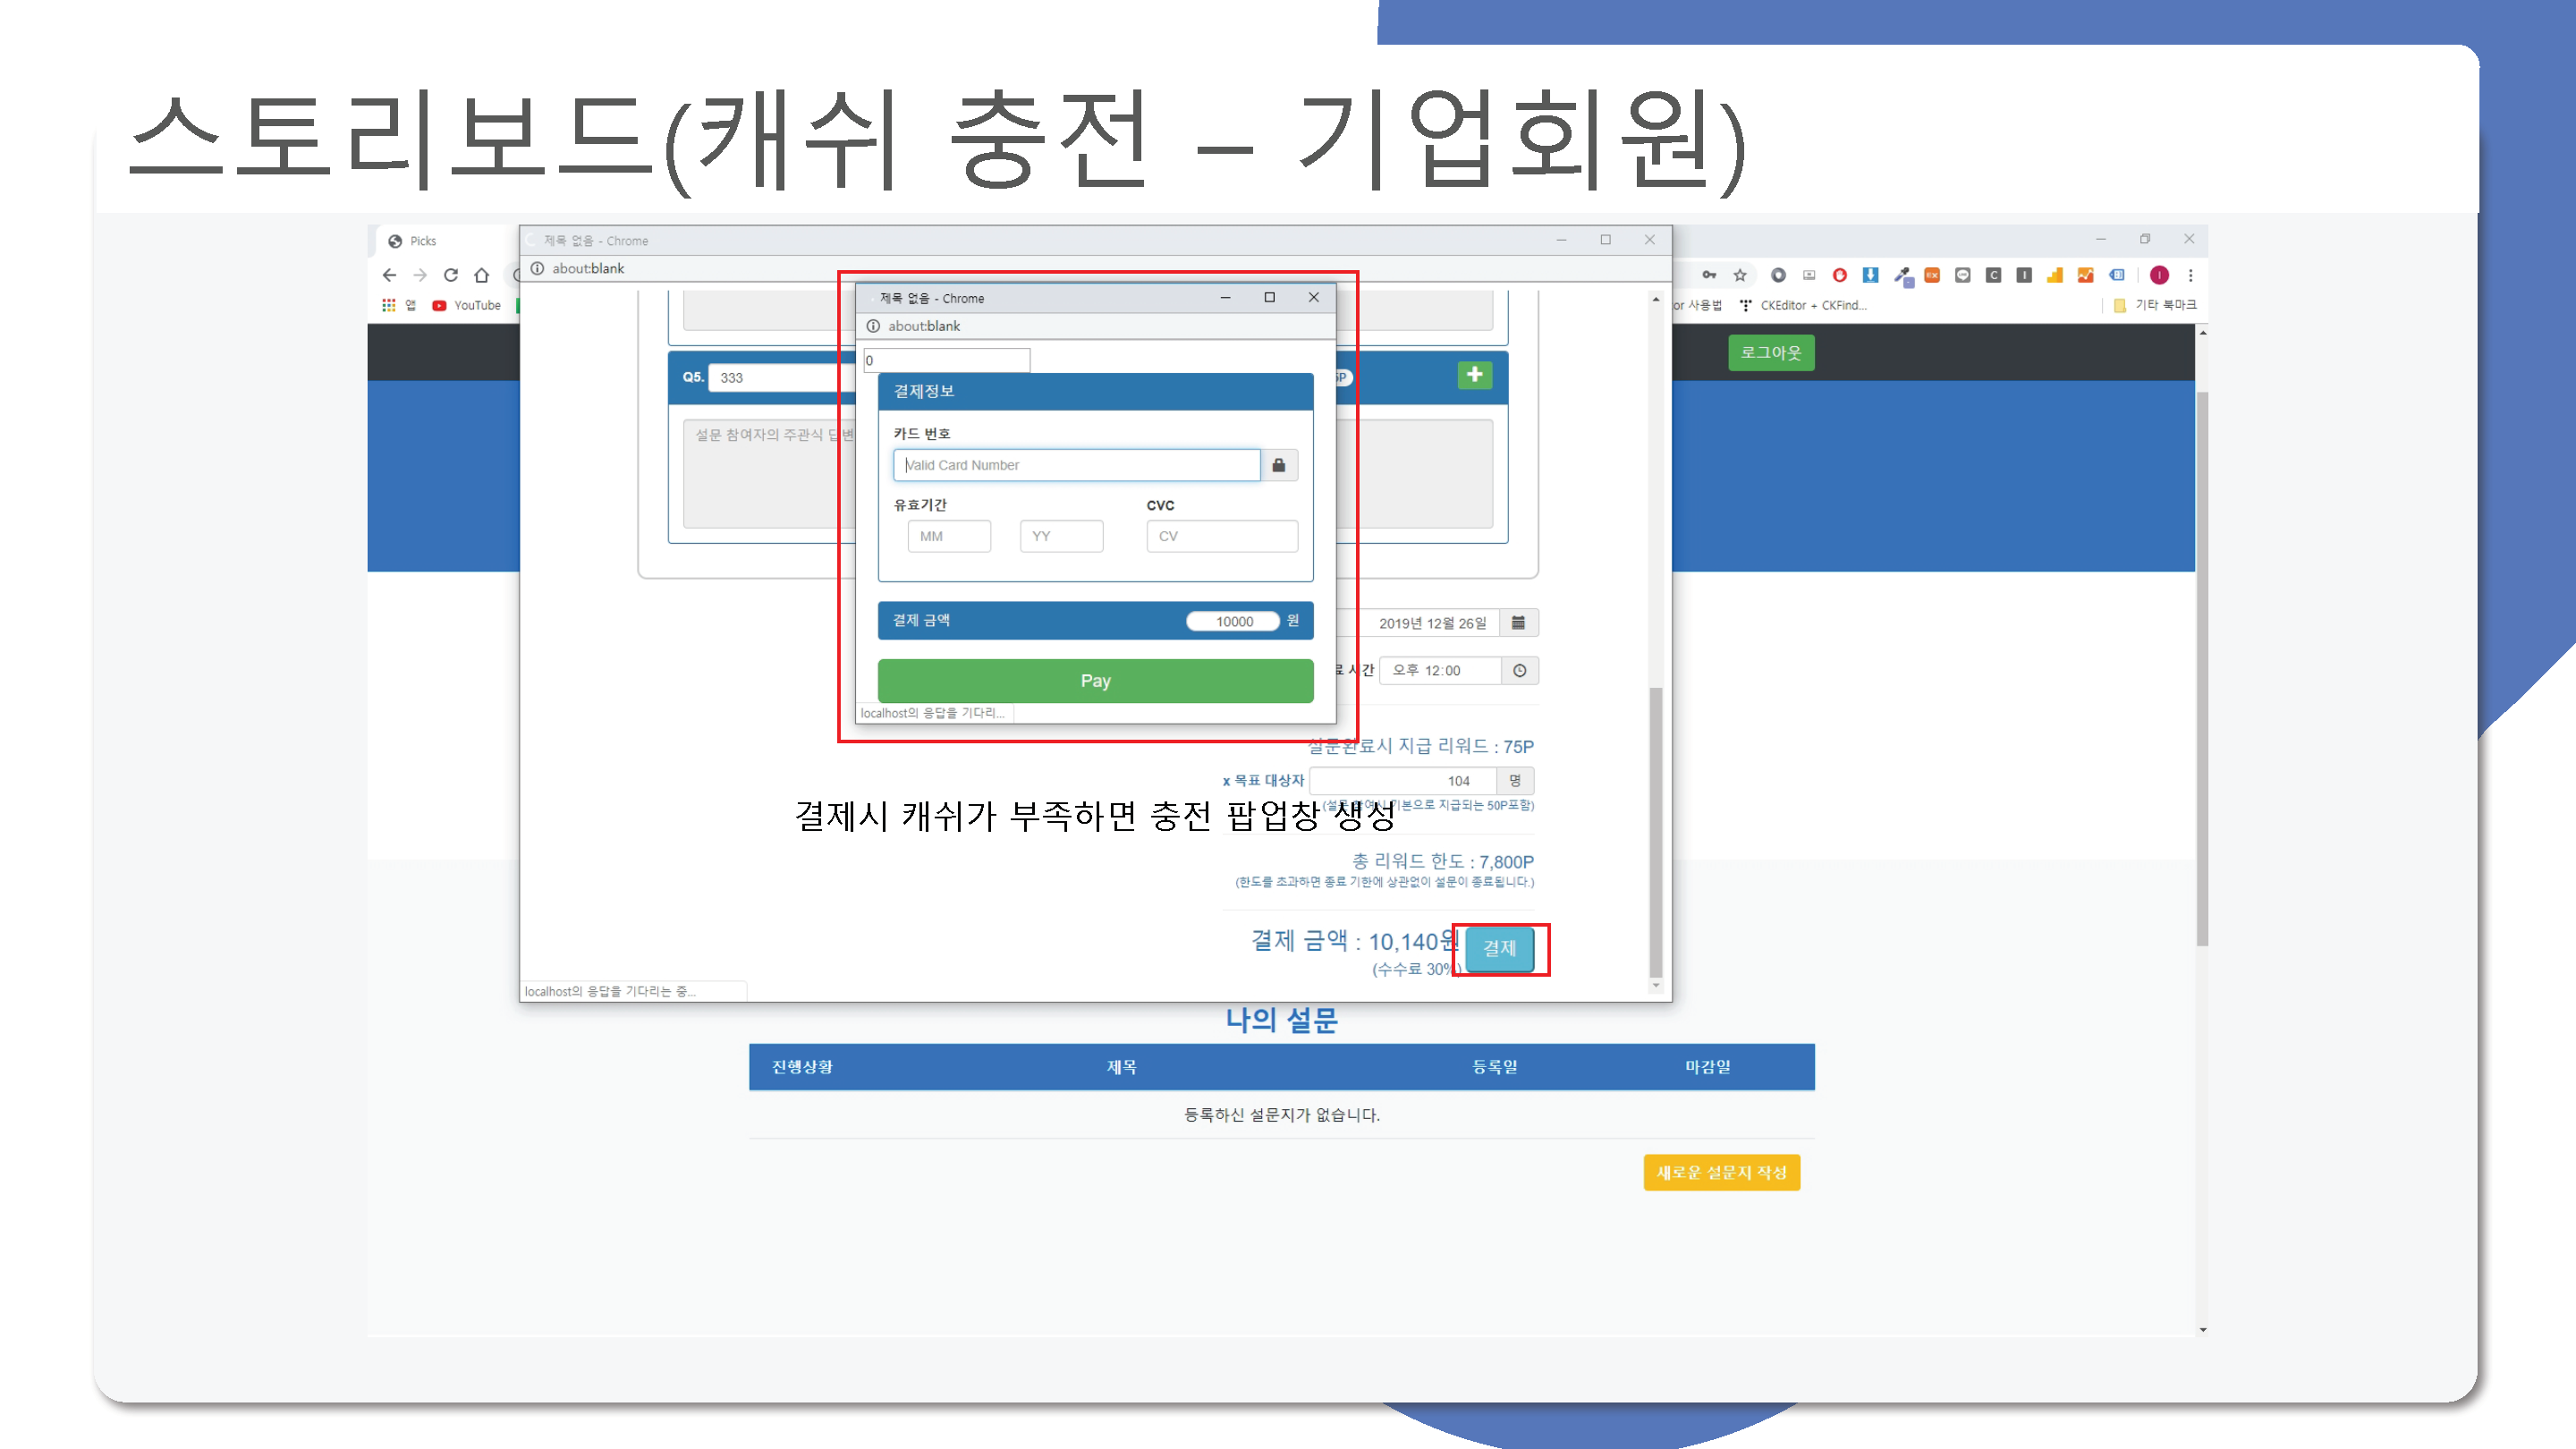 스토리보드(캐쉬 충전 – 기업회원)
Picks
제목 없음 - Chrome
about:blank
앱
YouTube
사용법
CKEditor + CKFind...
기타 북마크
로그아웃
제목 없음 - Chrome
about:blank
0
Q5.
333
결제정보
설문 참여자의 주관식 답변
카드 번호
Valid Card Number
유효기간
CVC
MM
YY
CV
결제 금액
10000
원
Pay
localhost의 응답을 기다리...
2019년 12월 26일
시간
오후 12:00
설문완료시 지급 리워드 : 75P
x 목표 대상자
104
명
(설문 참여시 기본으로 지급되는 50P포함)
결제시 캐쉬가 부족하면 충전 팝업창 생성
총 리워드 한도 : 7,800P
(한도를 초과하면 종료 기한에 상관없이 설문이 종료됩니다.)
결제 금액 : 10,140원
결제
(수수료 30%)
localhost의 응답을 기다리는 중...
나의 설문
진행상황
제목
등록일
마감일
등록하신 설문지가 없습니다.
새로운 설문지 작성